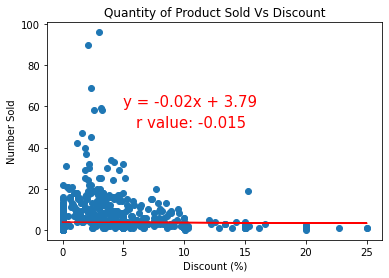 Quantity of Product Sold Vs Discount
100
80
60
40
20
0
Number Sold
y = -0.02x + 3.79
r value: -0.015
0 5 10 15 20 25
Discount (%)